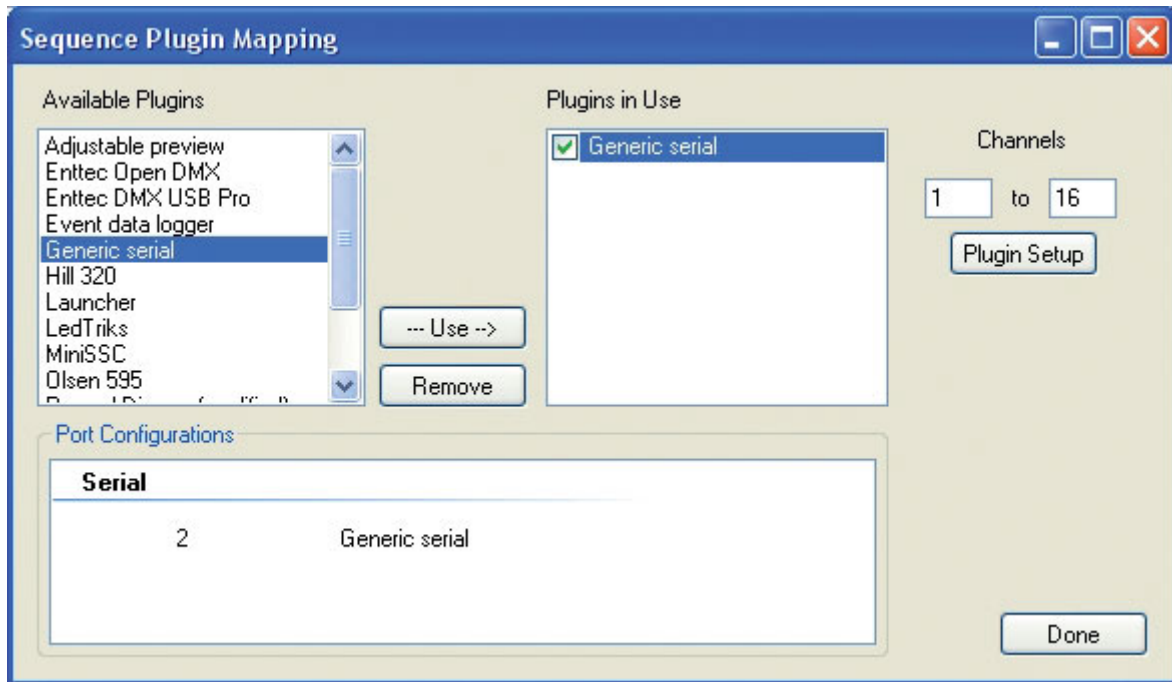 Sequence Plugin Mapping
Available Plugins
Adjustable preview
Enttec Open DMX
Enttec DMX USB Pro
Event data logger
Generic serial
Hill 320
Launcher
LedTriks
MiniSSC
Olsen 595
--- Use -->
Remove
Plugins in Use
Generic serial
Channels
1 to 16
Plugin Setup
Port Configurations
Serial
2 Generic serial
Done